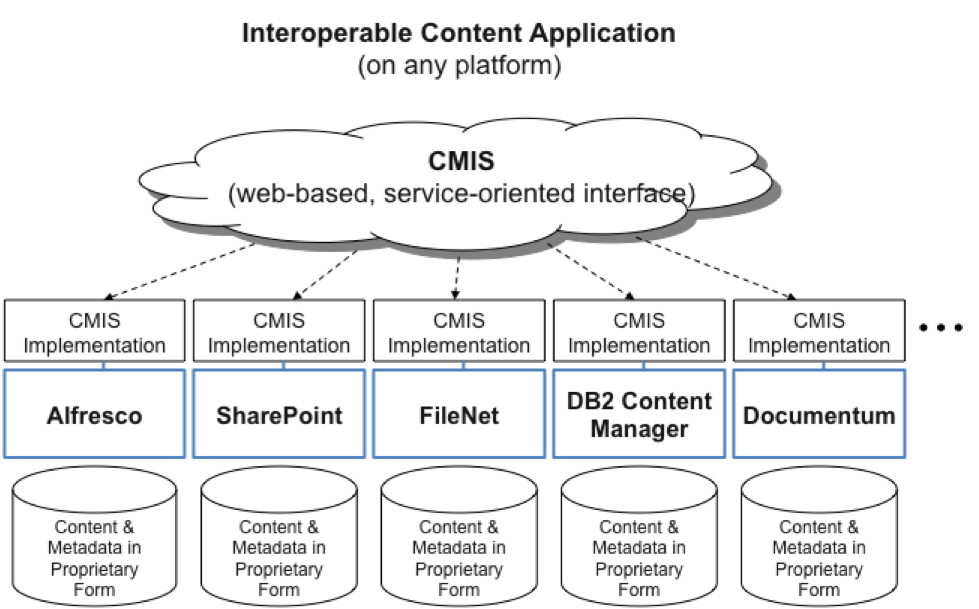 Interoperable Content Application
(on any platform)
CMIS
(web-based, service-oriented interface)
CMIS
Implementation
CMIS
Implementation
CMIS
Implementation
CMIS
Implementation
CMIS
Implementation
...
Alfresco
SharePoint
FileNet
DB2 Content
Manager
Documentum
Content &
Metadata in
Proprietary
Form
Content &
Metadata in
Proprietary
Form
Content &
Metadata in
Proprietary
Form
Content &
Metadata in
Proprietary
Form
Content &
Metadata in
Proprietary
Form